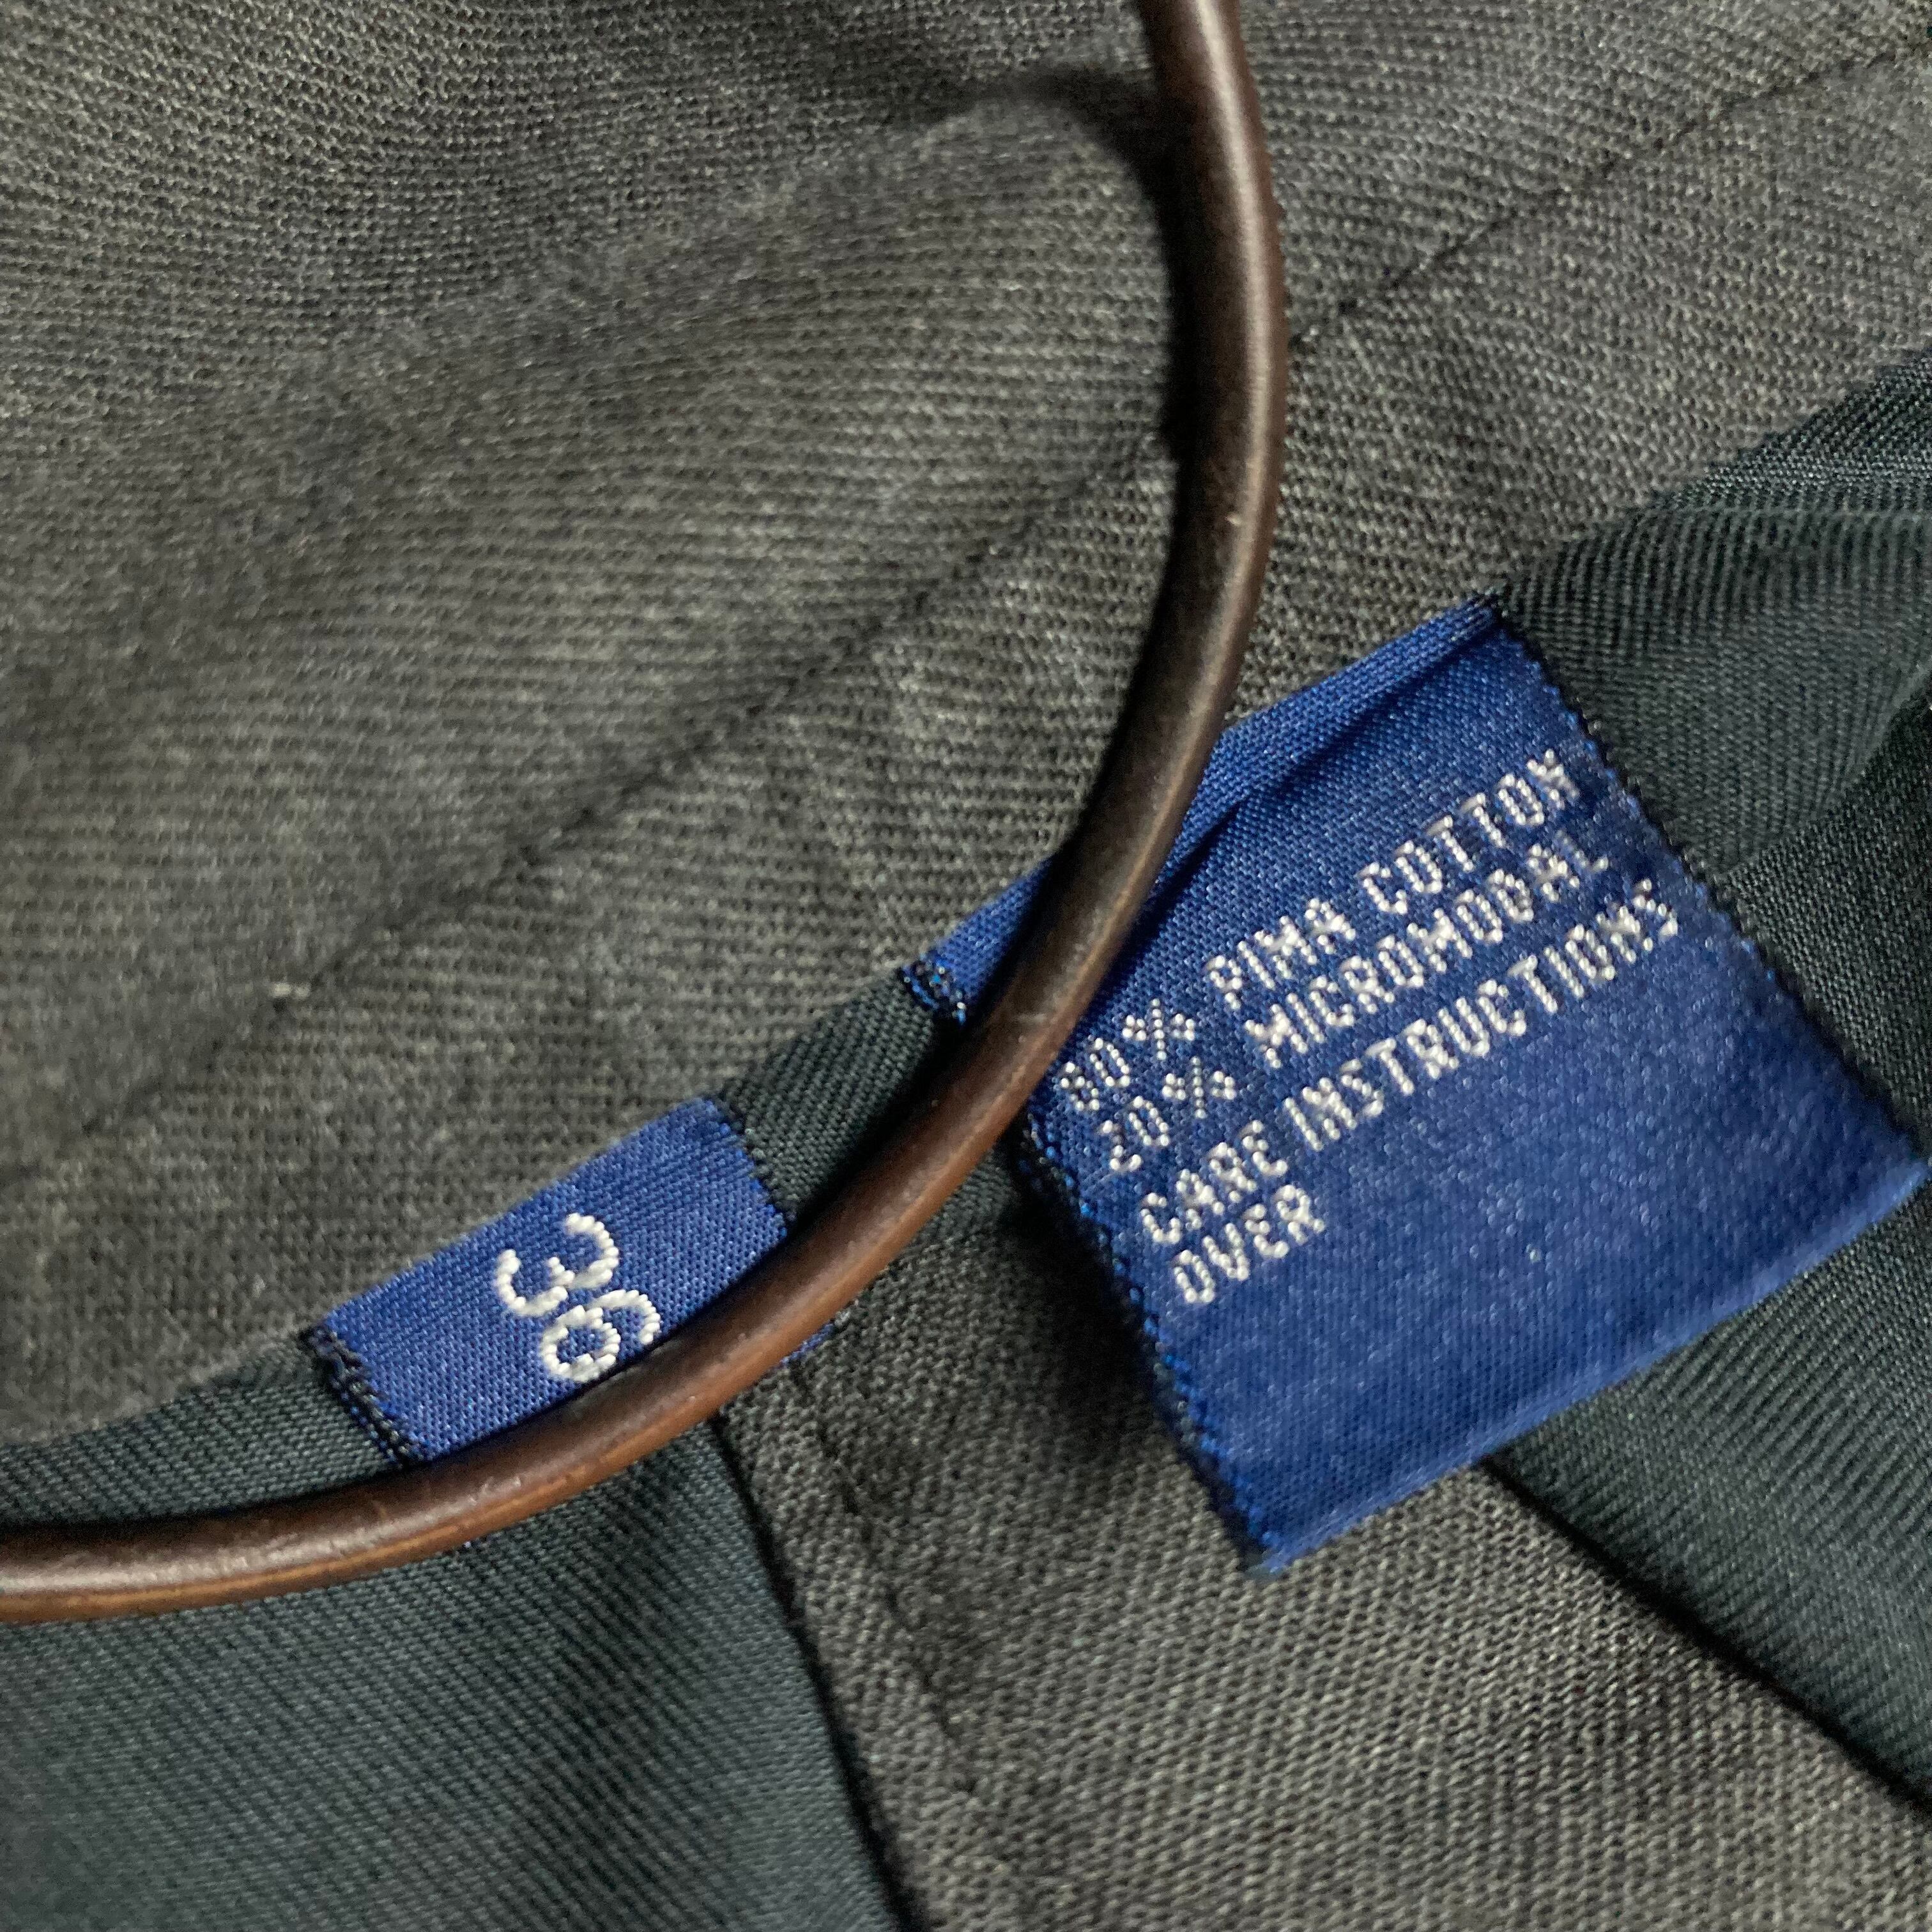 80% PIMA COTTON
20% MICROMODAL
CARE INSTRUCTIONS
OVER
36